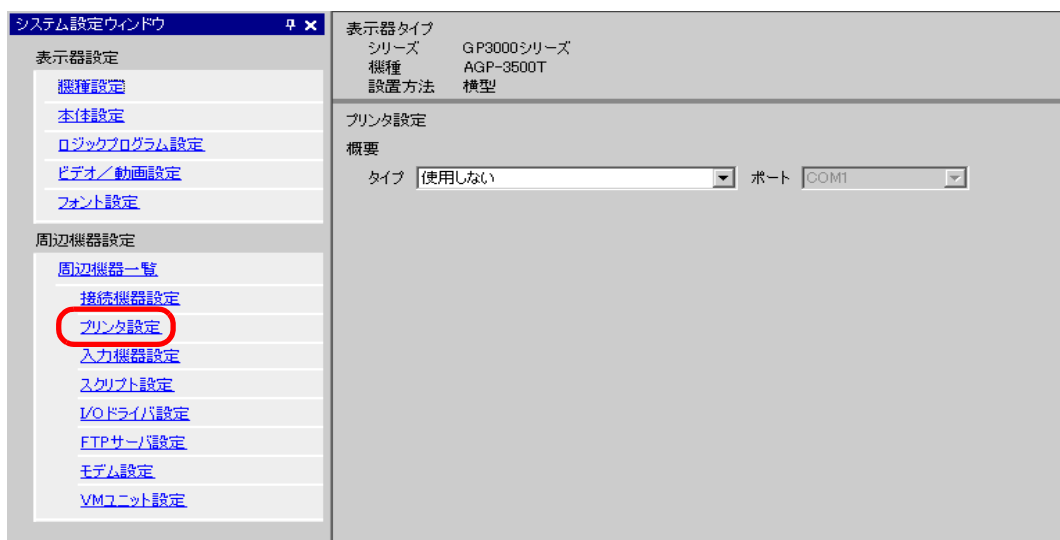 システム設定ウィンドウ
表示器設定
機種設定
本体設定
ロジックプログラム設定
ビデオ／動画設定
フォント設定
周辺機器設定
周辺機器一覧
接続機器設定
プリンタ設定
入力機器設定
スクリプト設定
I/Oドライバ設定
FTPサーバ設定
モデム設定
VMユニット設定
表示器タイプ
シリーズ GP3000シリーズ
機種 AGP-3500T
設置方法 横型
プリンタ設定
概要
タイプ 使用しない ポート COM1